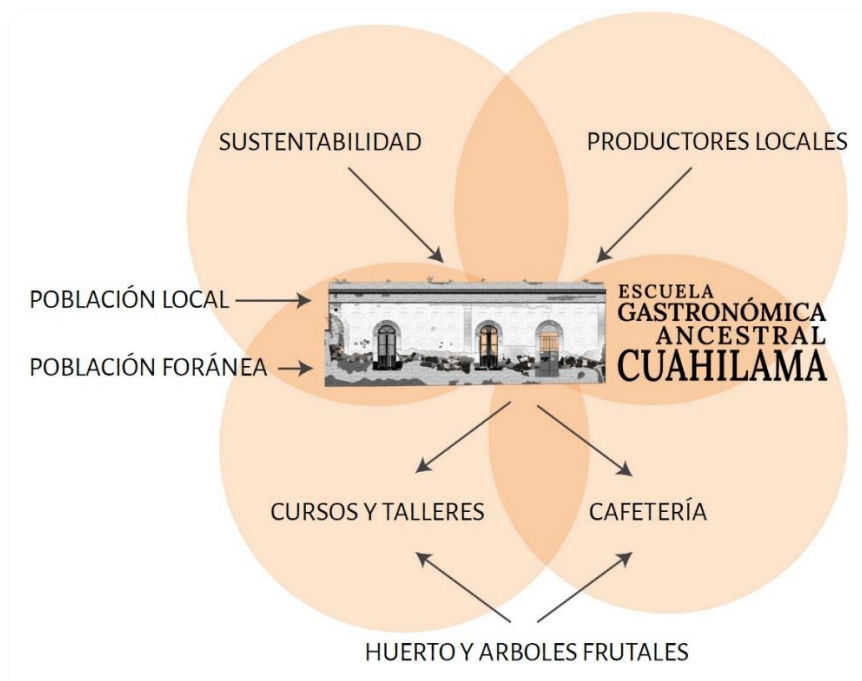 SUSTENTABILIDAD
PRODUCTORES LOCALES
POBLACIÓN LOCAL
POBLACIÓN FORÁNEA
ESCUELA
GASTRONÓMICA
ANCESTRAL
CUAHILAMA
CURSOS Y TALLERES
CAFETERÍA
HUERTO Y ARBOLES FRUTALES